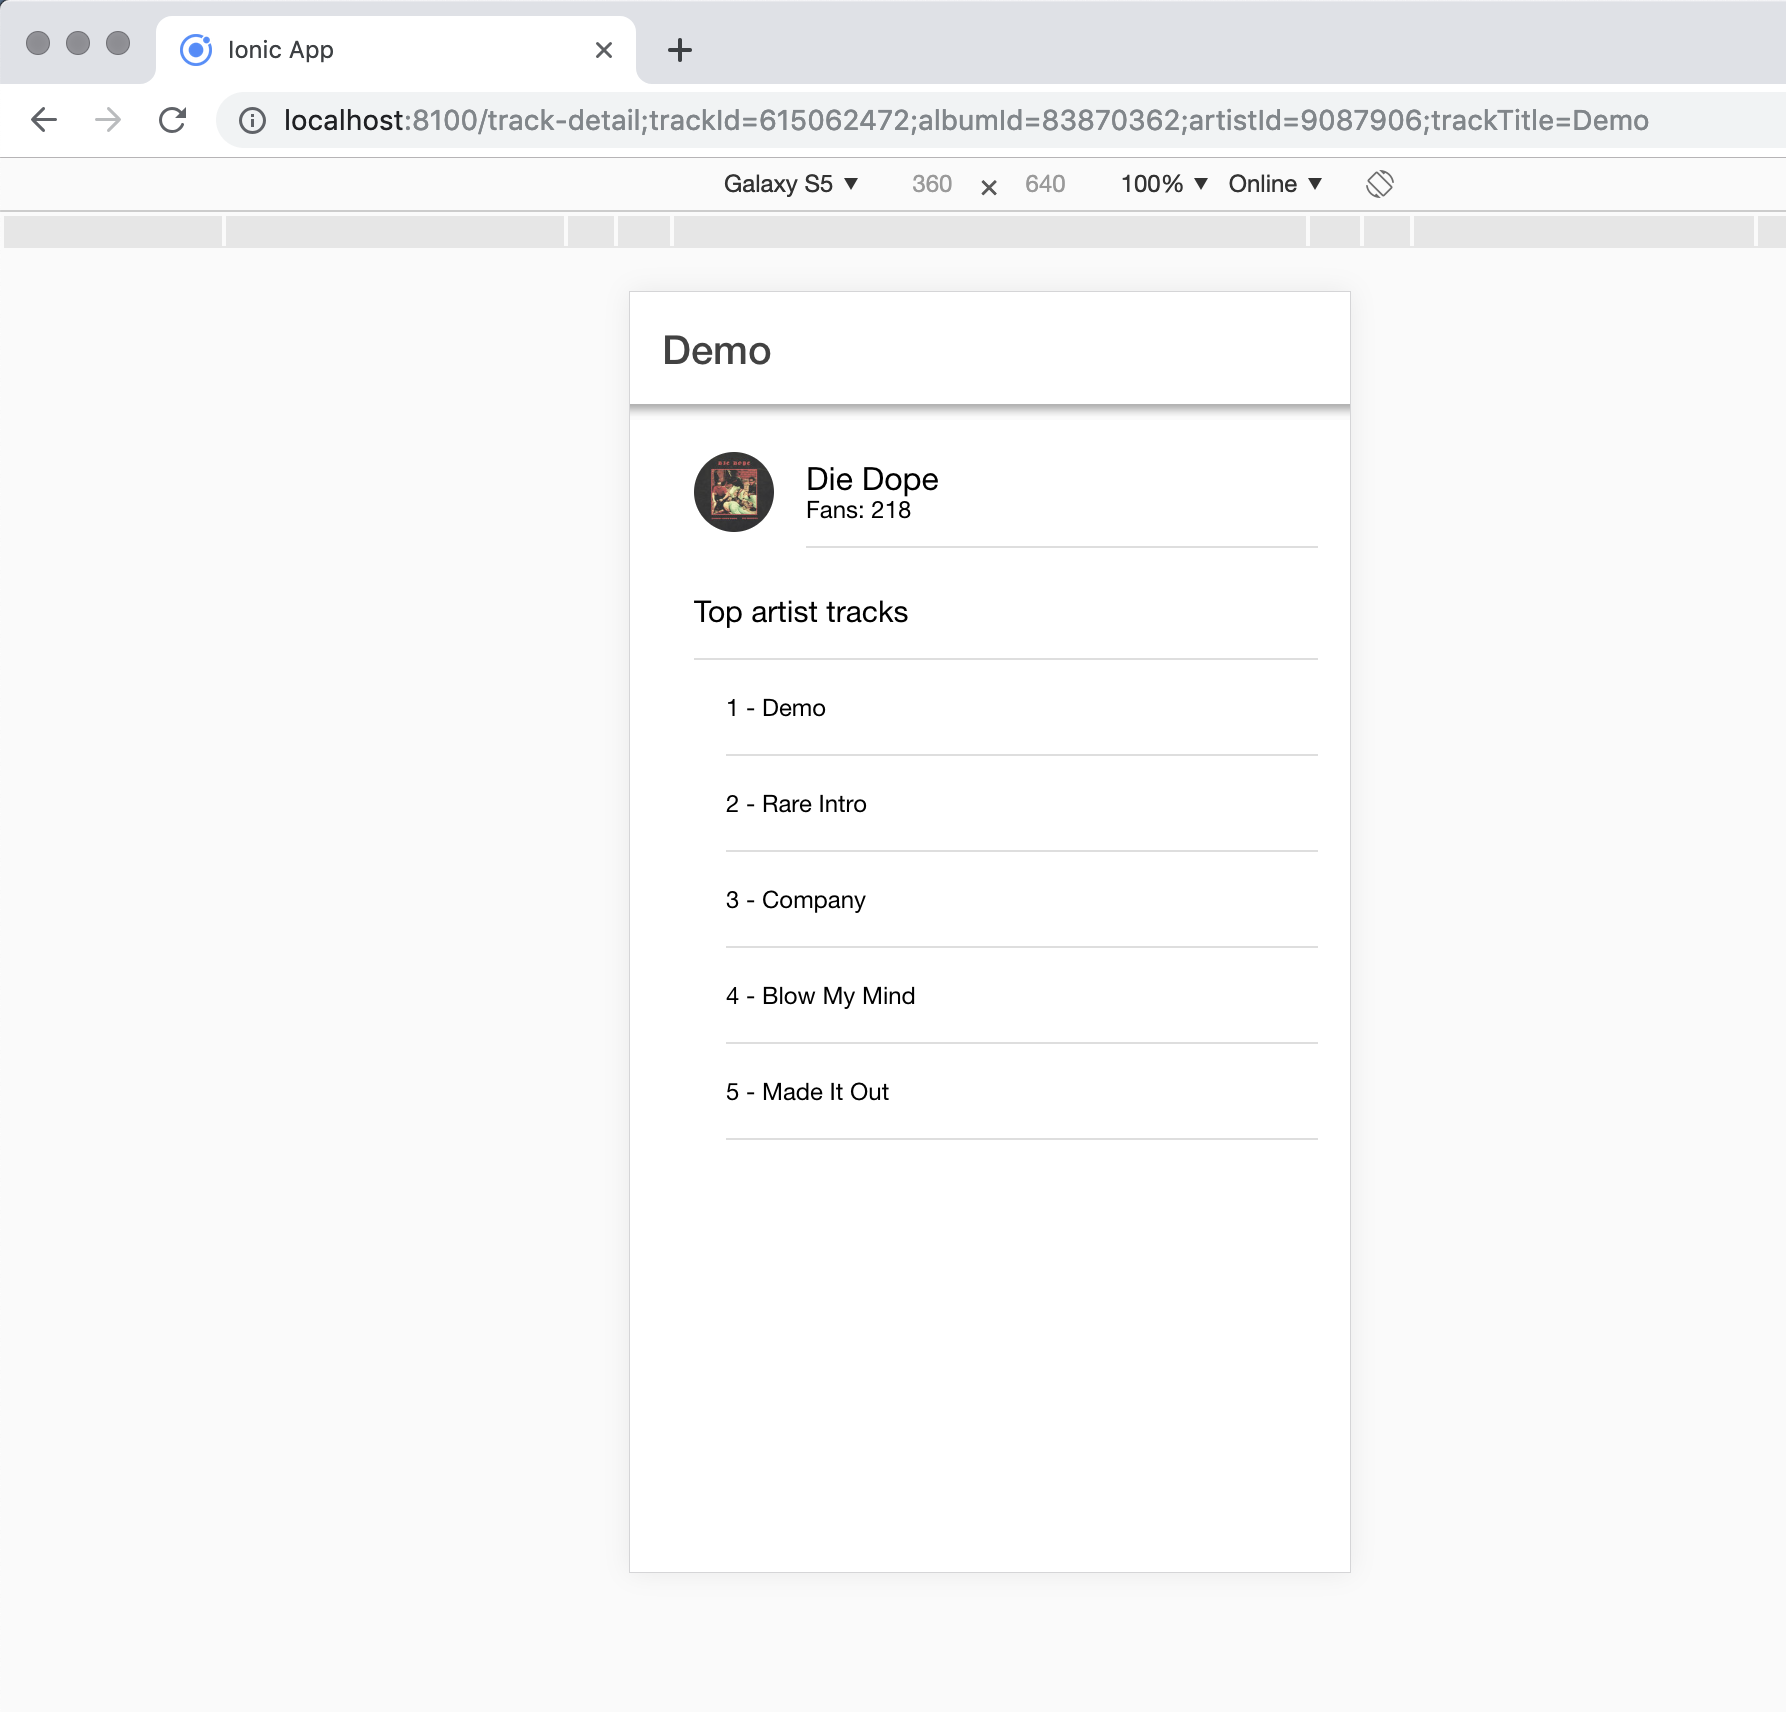 Ionic App
localhost:8100/track-detail;trackId=615062472;albumId=83870362;artistId=9087906;trackTitle=Demo
Galaxy S5 ▼ 360 × 640 100% ▼ Online ▼
Demo
DIE DOPE
Die Dope
Fans: 218
Top artist tracks
1 - Demo
2 - Rare Intro
3 - Company
4 - Blow My Mind
5 - Made It Out